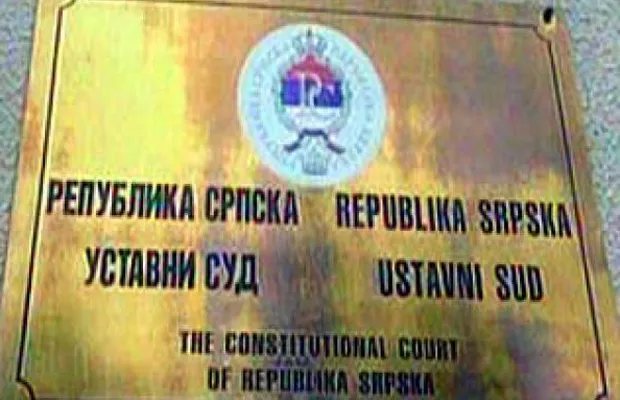 РЕПУБЛИКА СРПСКА REPUBLIKA SRPSKA
УСТАВНИ СУД USTAVNI SUD
THE CONSTITUTIONAL COURT
OF REPUBLIKA SRPSKA